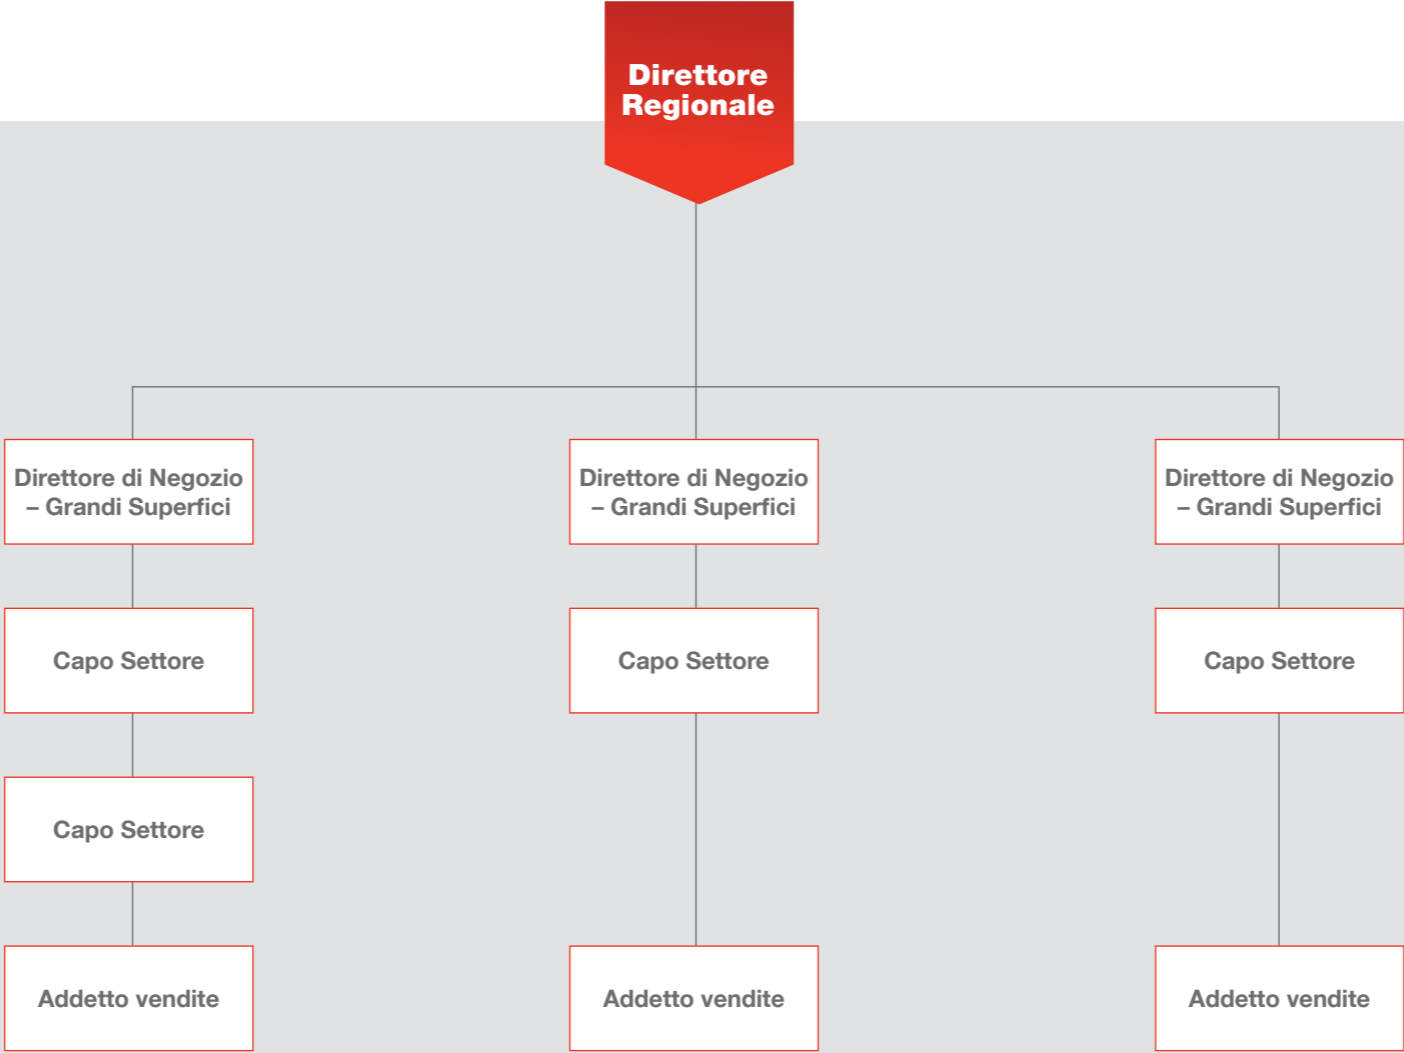 Direttore
Regionale
Direttore di Negozio
– Grandi Superfici
Direttore di Negozio
– Grandi Superfici
Direttore di Negozio
– Grandi Superfici
Capo Settore
Capo Settore
Capo Settore
Capo Settore
Addetto vendite
Addetto vendite
Addetto vendite